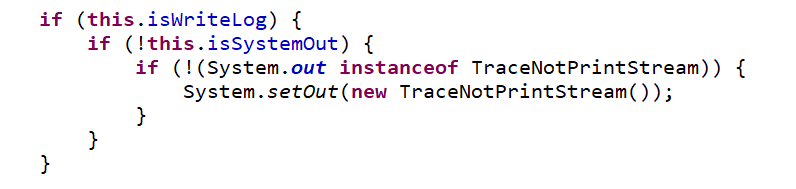 if (this.isWriteLog) {
    if (!this.isSystemOut) {
        if (!(System.out instanceof TraceNotPrintStream)) {
            System.setOut(new TraceNotPrintStream());
        }
    }
}